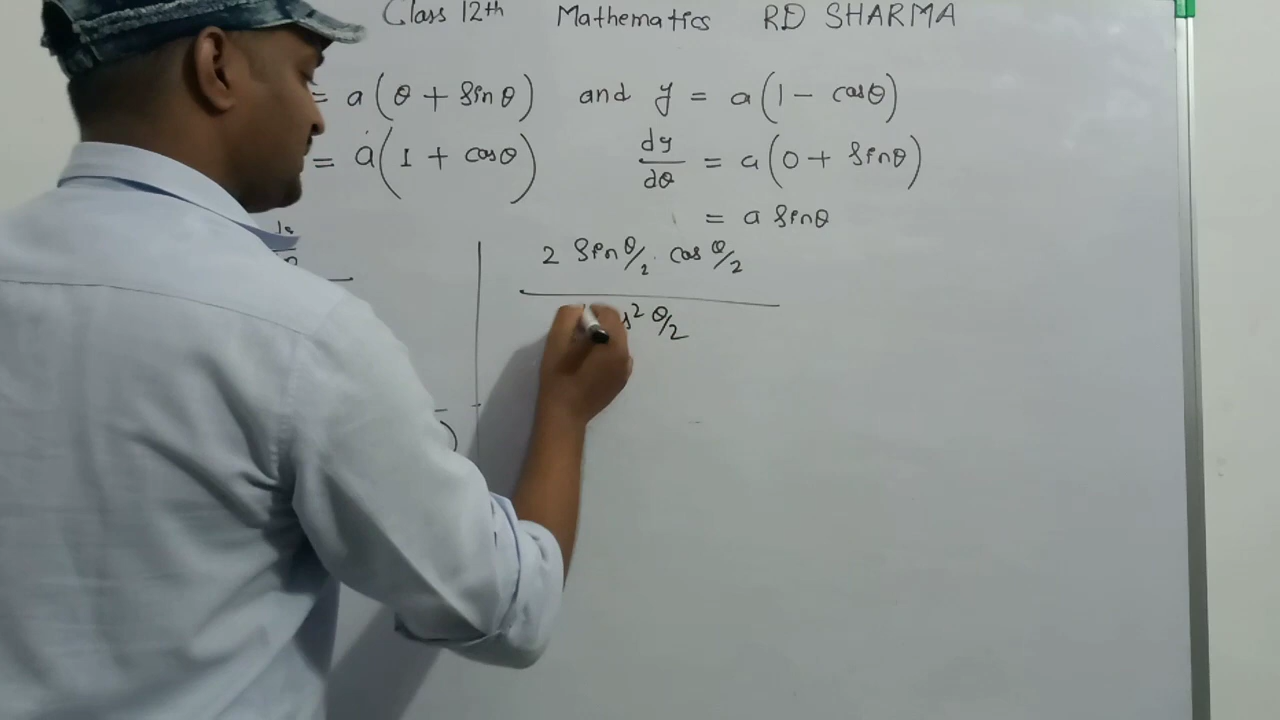 Class 12th Mathematics RD SHARMA
= a(θ + sinθ) and y = a(1 - cosθ)
= a(1 + cosθ) dy/dθ = a(0 + sinθ)
= a sinθ
2 sin θ/2 . cos θ/2
² θ/2